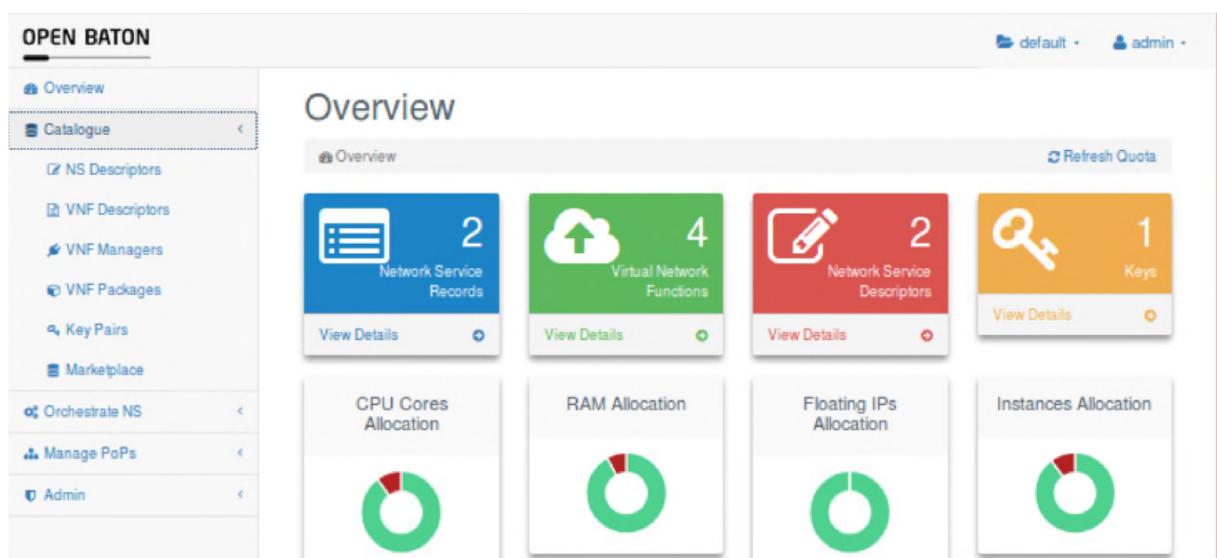 OPEN BATON
default
admin
Overview
Catalogue
NS Descriptors
VNF Descriptors
VNF Managers
VNF Packages
Key Pairs
Marketplace
Orchestrate NS
Manage PoPs
Admin
Overview
Overview
Refresh Quota
2
Network Service
Records
View Details
4
Virtual Network
Functions
View Details
2
Network Service
Descriptors
View Details
1
Keys
View Details
CPU Cores
Allocation
RAM Allocation
Floating IPs
Allocation
Instances Allocation